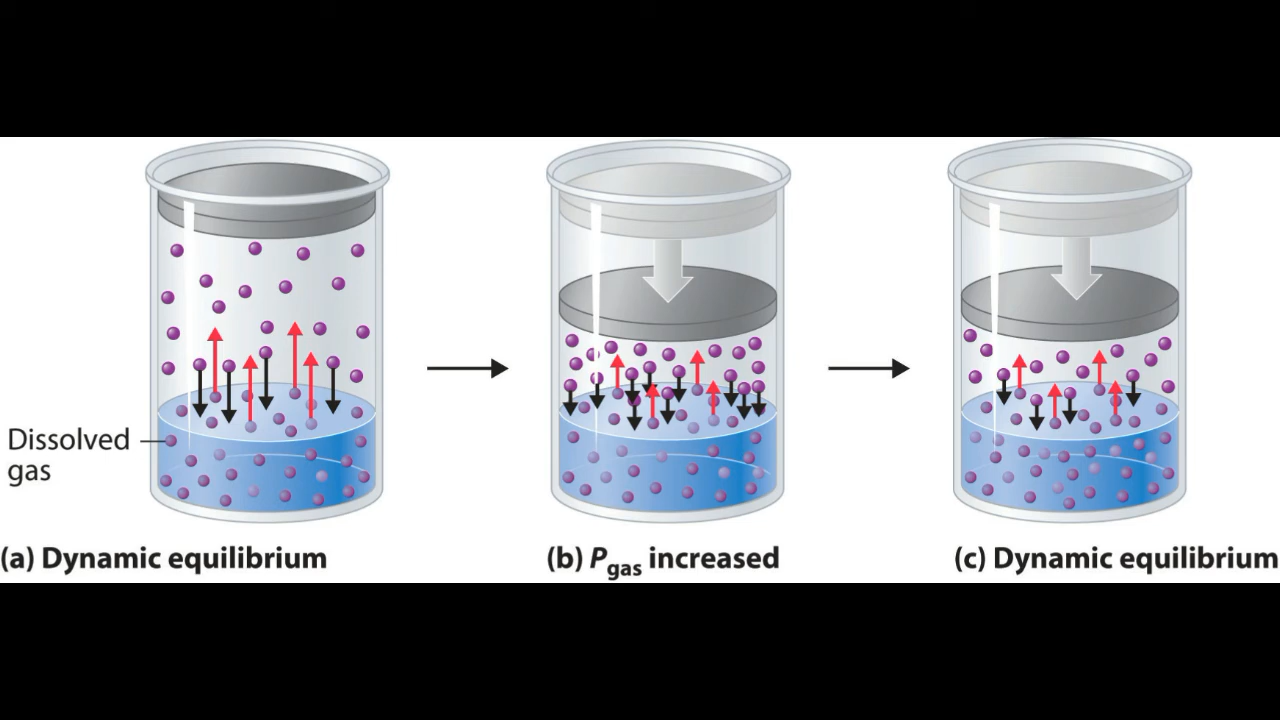 Dissolved
gas
(a) Dynamic equilibrium
(b) Pgas increased
(c) Dynamic equilibrium